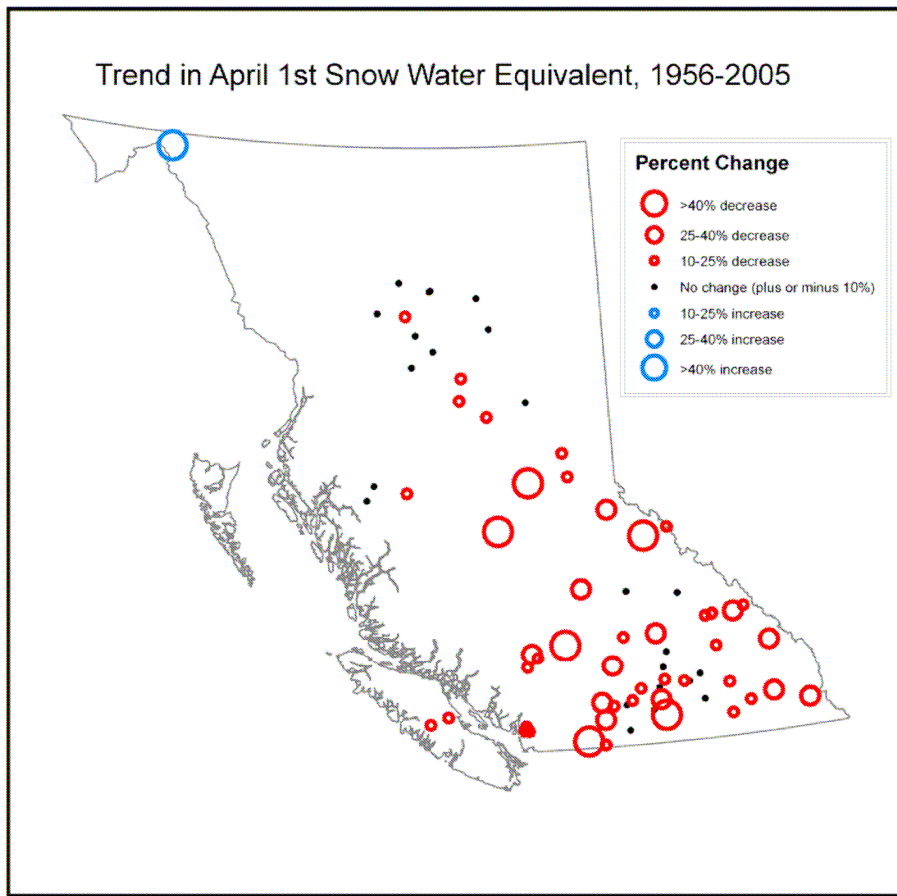 Trend in April 1st Snow Water Equivalent, 1956-2005
Percent Change
>40% decrease
25-40% decrease
10-25% decrease
No change (plus or minus 10%)
10-25% increase
25-40% increase
>40% increase